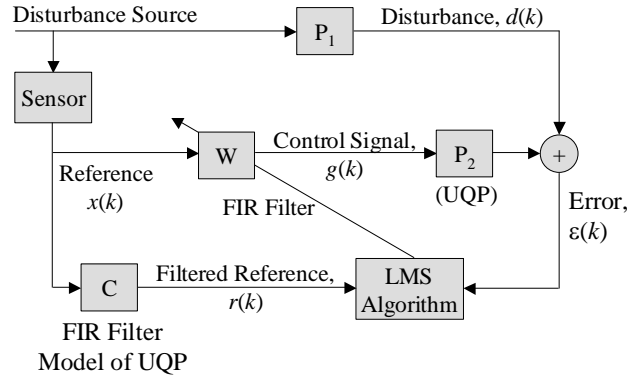 Disturbance Source
P1
Disturbance, d(k)
Sensor
Reference
x(k)
W
Control Signal,
g(k)
FIR Filter
P2
(UQP)
+
Error,
ε(k)
C
Filtered Reference,
r(k)
LMS
Algorithm
FIR Filter
Model of UQP